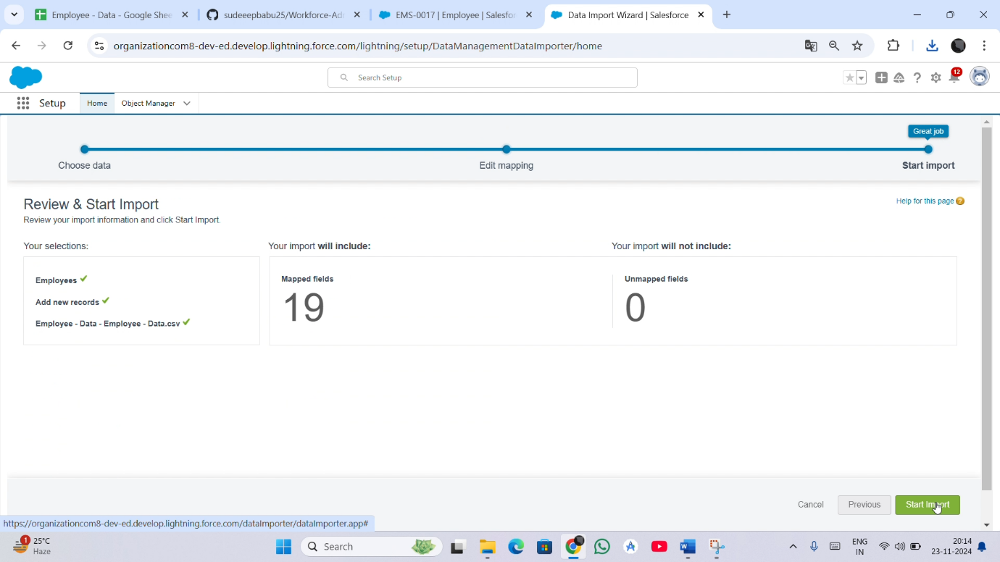 Employee - Data - Google Shee
sudeeepbabu25/Workforce-Ad
EMS-0017 | Employee | Salesfor
Data Import Wizard | Salesforce
organizationcom8-dev-ed.develop.lightning.force.com/lightning/setup/DataManagementDataImporter/home
Search Setup
12
Setup
Home
Object Manager
Great job
Choose data
Edit mapping
Start import
Review & Start Import
Help for this page
Review your import information and click Start Import.
Your selections:
Your import will include:
Your import will not include:
Employees
Add new records
Employee - Data - Employee - Data.csv
Mapped fields
19
Unmapped fields
0
Cancel
Previous
Start Import
https://organizationcom8-dev-ed.develop.lightning.force.com/dataImporter/dataImporter.app#
1
25°C
Haze
Search
ENG
IN
20:14
23-11-2024